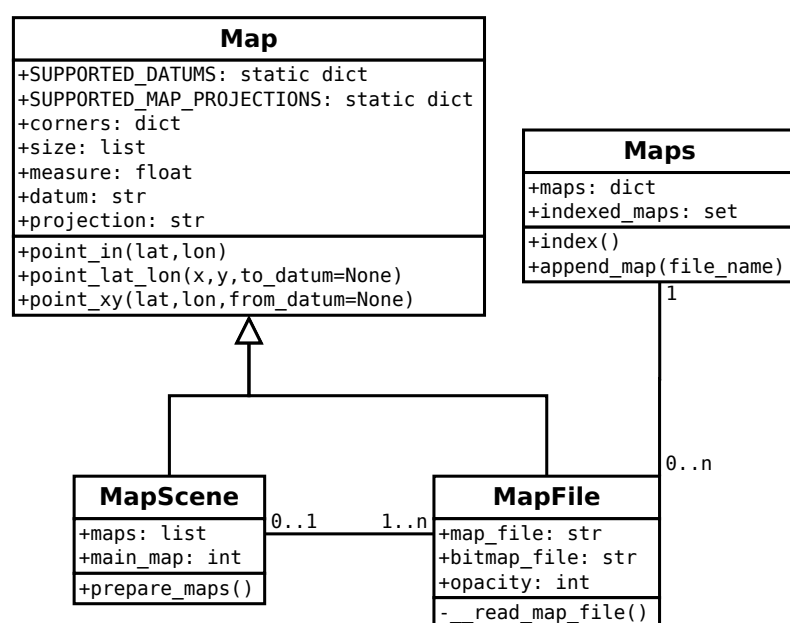 Map
+SUPPORTED_DATUMS: static dict
+SUPPORTED_MAP_PROJECTIONS: static dict
+corners: dict
+size: list
+measure: float
+datum: str
+projection: str
+point_in(lat,lon)
+point_lat_lon(x,y,to_datum=None)
+point_xy(lat,lon,from_datum=None)
Maps
+maps: dict
+indexed_maps: set
+index()
+append_map(file_name)
1
0..n
MapScene
+maps: list
+main_map: int
+prepare_maps()
0..1
1..n
MapFile
+map_file: str
+bitmap_file: str
+opacity: int
-__read_map_file()